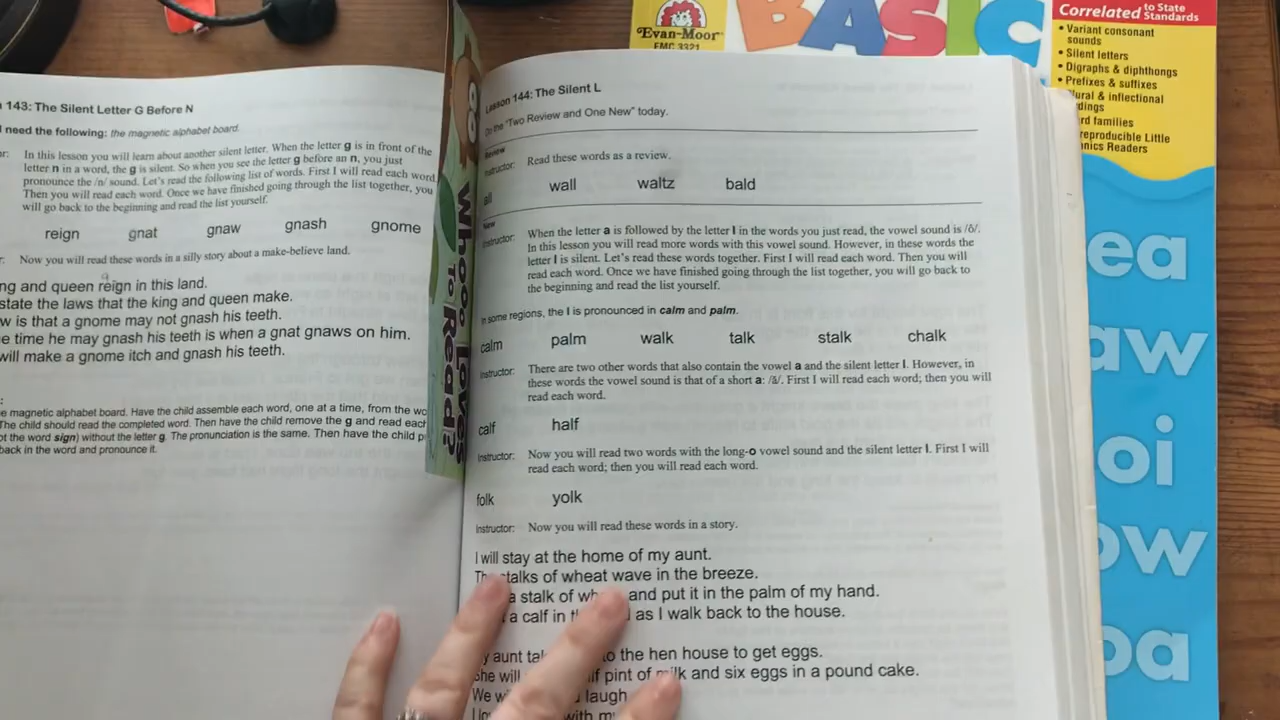 143: The Silent Letter G Before N
need the following: the magnetic alphabet board.
In this lesson you will learn about another silent letter. When the letter g is in front of the
letter n in a word, the g is silent. So when you see the letter g before an n, you just
pronounce the /n/ sound. Let's read the following list of words. First I will read each word.
Then you will read each word. Once we have finished going through the list together, you
will go back to the beginning and read the list yourself.
reign gnat gnaw gnash gnome
Now you will read these words in a silly story about a make-believe land.
and queen reign in this land.
state the laws that the king and queen make.
is that a gnome may not gnash his teeth.
time he may gnash his teeth is when a gnat gnaws on him.
will make a gnome itch and gnash his teeth.
magnetic alphabet board. Have the child assemble each word, one at a time, from the
The child should read the completed word. Then have the child remove the g and read each
the word sign) without the letter g. The pronunciation is the same. Then have the child
back in the word and pronounce it.
Whooo Loves
to Read?
Lesson 144: The Silent L
Do the "Two Review and One New" today.
Review
Instructor: Read these words as a review.
all wall waltz bald
New
Instructor: When the letter a is followed by the letter l in the words you just read, the vowel sound is /ŏ/.
In this lesson you will read more words with this vowel sound. However, in these words the
letter l is silent. Let's read these words together. First I will read each word. Then you will
read each word. Once we have finished going through the list together, you will go back to
the beginning and read the list yourself.
In some regions, the l is pronounced in calm and palm.
calm palm walk talk stalk chalk
Instructor: There are two other words that also contain the vowel a and the silent letter l. However, in
these words the vowel sound is that of a short a: /ă/. First I will read each word; then you will
read each word.
calf half
Instructor: Now you will read two words with the long-o vowel sound and the silent letter l. First I will
read each word; then you will read each word.
folk yolk
Instructor: Now you will read these words in a story.
I will stay at the home of my aunt.
The stalks of wheat wave in the breeze.
a stalk of and put it in the palm of my hand.
a calf in as I walk back to the house.
aunt to the hen house to get eggs.
She will pint of milk and six eggs in a pound cake.
We laugh
with
Evan-Moor
EMC 3321
BASIC
Correlated to State
Standards
• Variant consonant
sounds
• Silent letters
• Digraphs & diphthongs
• Prefixes & suffixes
inflectional
families
reproducible Little
Readers
ea
aw
oi
ow
oa